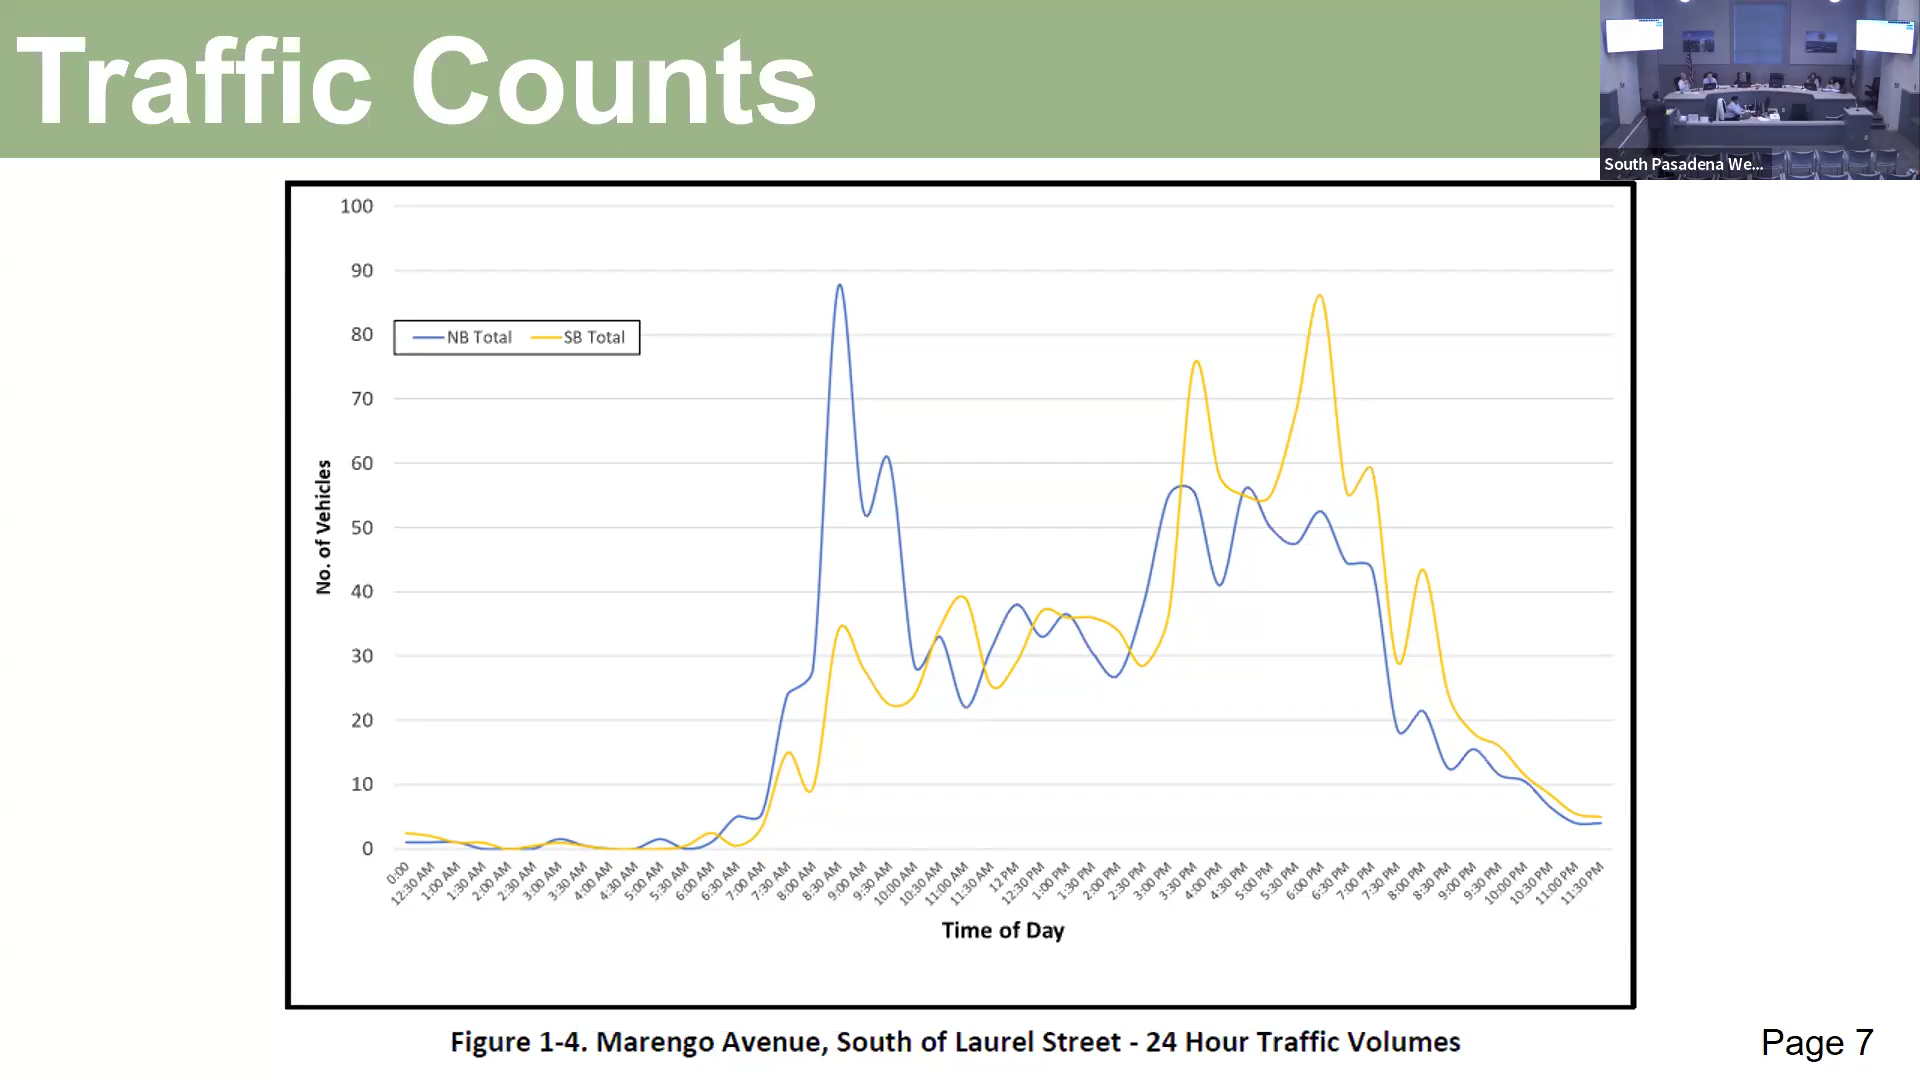 Traffic Counts
South Pasadena We...
100
90
80
70
60
50
40
30
20
10
0
NB Total
SB Total
No. of Vehicles
0:00
12:30 AM
1:00 AM
1:30 AM
2:00 AM
2:30 AM
3:00 AM
3:30 AM
4:00 AM
4:30 AM
5:00 AM
5:30 AM
6:00 AM
6:30 AM
7:00 AM
7:30 AM
8:00 AM
8:30 AM
9:00 AM
9:30 AM
10:00 AM
10:30 AM
11:00 AM
11:30 AM
12 PM
12:30 PM
1:00 PM
1:30 PM
2:00 PM
2:30 PM
3:00 PM
3:30 PM
4:00 PM
4:30 PM
5:00 PM
5:30 PM
6:00 PM
6:30 PM
7:00 PM
7:30 PM
8:00 PM
8:30 PM
9:00 PM
9:30 PM
10:00 PM
10:30 PM
11:00 PM
11:30 PM
Time of Day
Figure 1-4. Marengo Avenue, South of Laurel Street - 24 Hour Traffic Volumes
Page 7